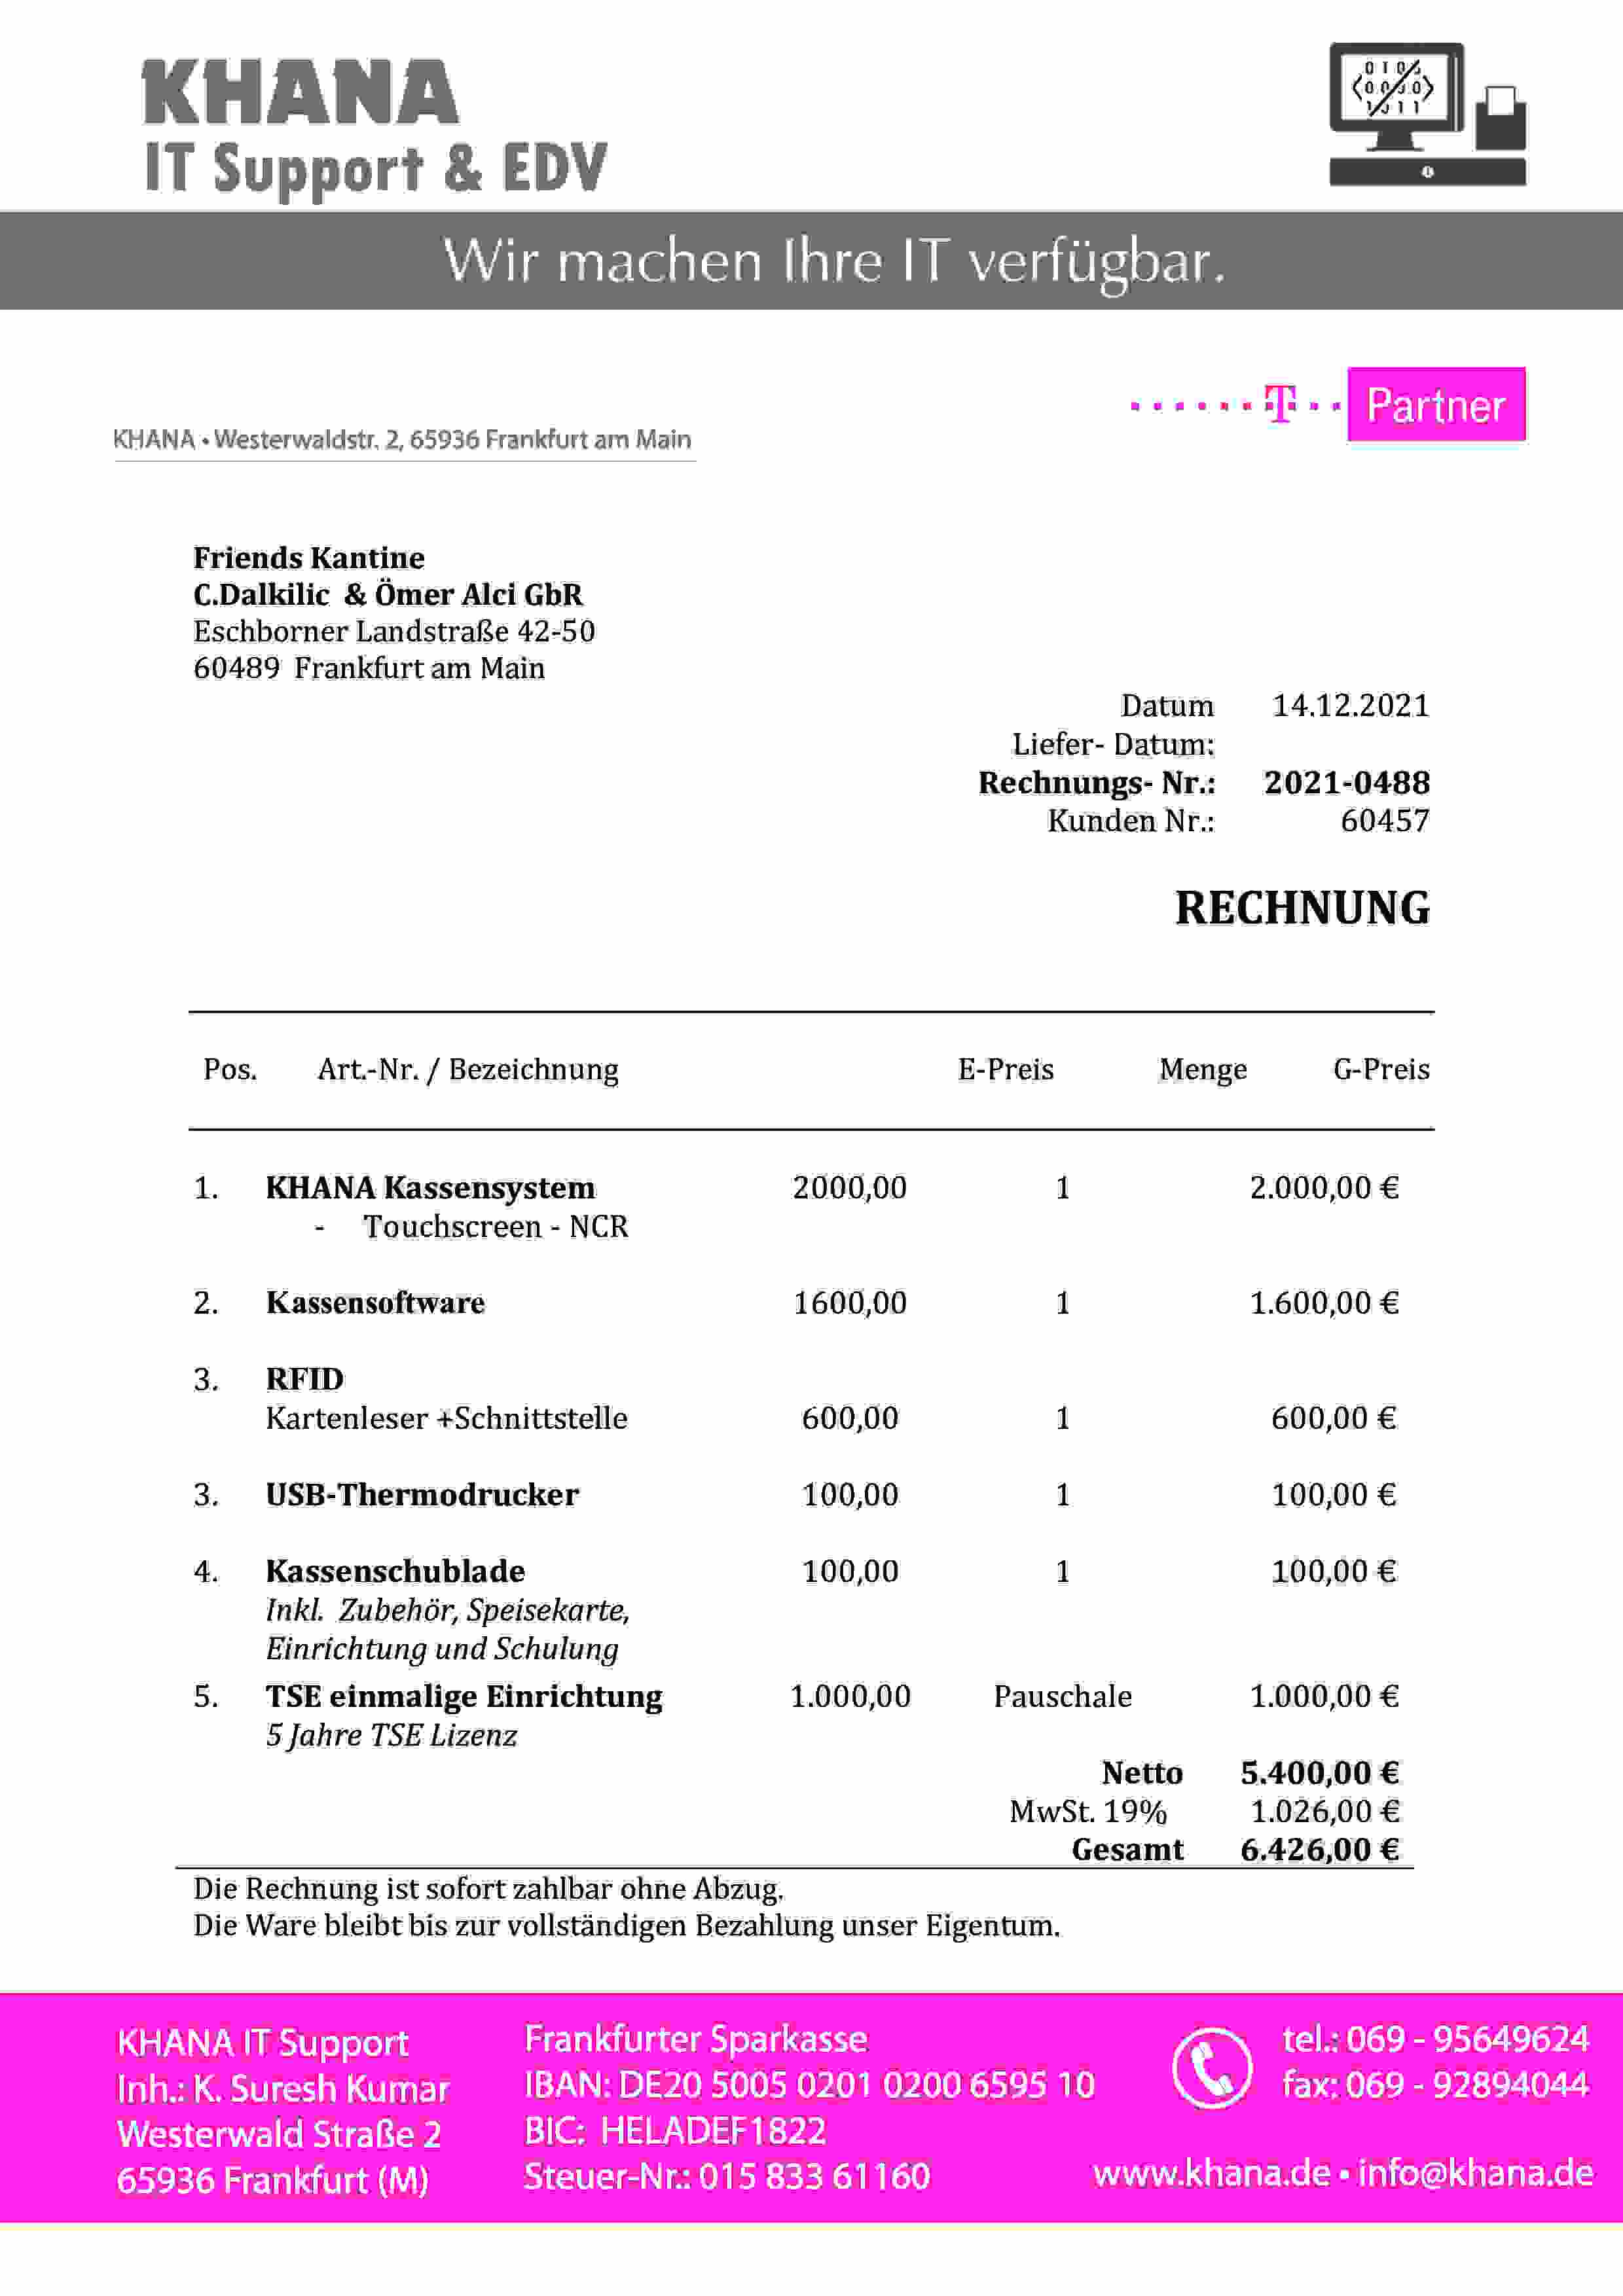 KHANA
IT Support & EDV
Wir machen Ihre IT verfügbar.
T Partner
KHANA • Westerwaldstr. 2, 65936 Frankfurt am Main
Friends Kantine
C.Dalkilic & Ömer Alci GbR
Eschborner Landstraße 42-50
60489 Frankfurt am Main
Datum 14.12.2021
Liefer- Datum:
Rechnungs- Nr.: 2021-0488
Kunden Nr.: 60457
RECHNUNG
Pos. Art.-Nr. / Bezeichnung E-Preis Menge G-Preis
1. KHANA Kassensystem 2000,00 1 2.000,00 €
- Touchscreen - NCR
2. Kassensoftware 1600,00 1 1.600,00 €
3. RFID
Kartenleser +Schnittstelle 600,00 1 600,00 €
3. USB-Thermodrucker 100,00 1 100,00 €
4. Kassenschublade 100,00 1 100,00 €
Inkl. Zubehör, Speisekarte,
Einrichtung und Schulung
5. TSE einmalige Einrichtung 1.000,00 Pauschale 1.000,00 €
5 Jahre TSE Lizenz
Netto 5.400,00 €
MwSt. 19% 1.026,00 €
Gesamt 6.426,00 €
Die Rechnung ist sofort zahlbar ohne Abzug.
Die Ware bleibt bis zur vollständigen Bezahlung unser Eigentum.
KHANA IT Support
Inh.: K. Suresh Kumar
Westerwald Straße 2
65936 Frankfurt (M)
Frankfurter Sparkasse
IBAN: DE20 5005 0201 0200 6595 10
BIC: HELADEF1822
Steuer-Nr.: 015 833 61160
tel.: 069 - 95649624
fax: 069 - 92894044
www.khana.de • info@khana.de